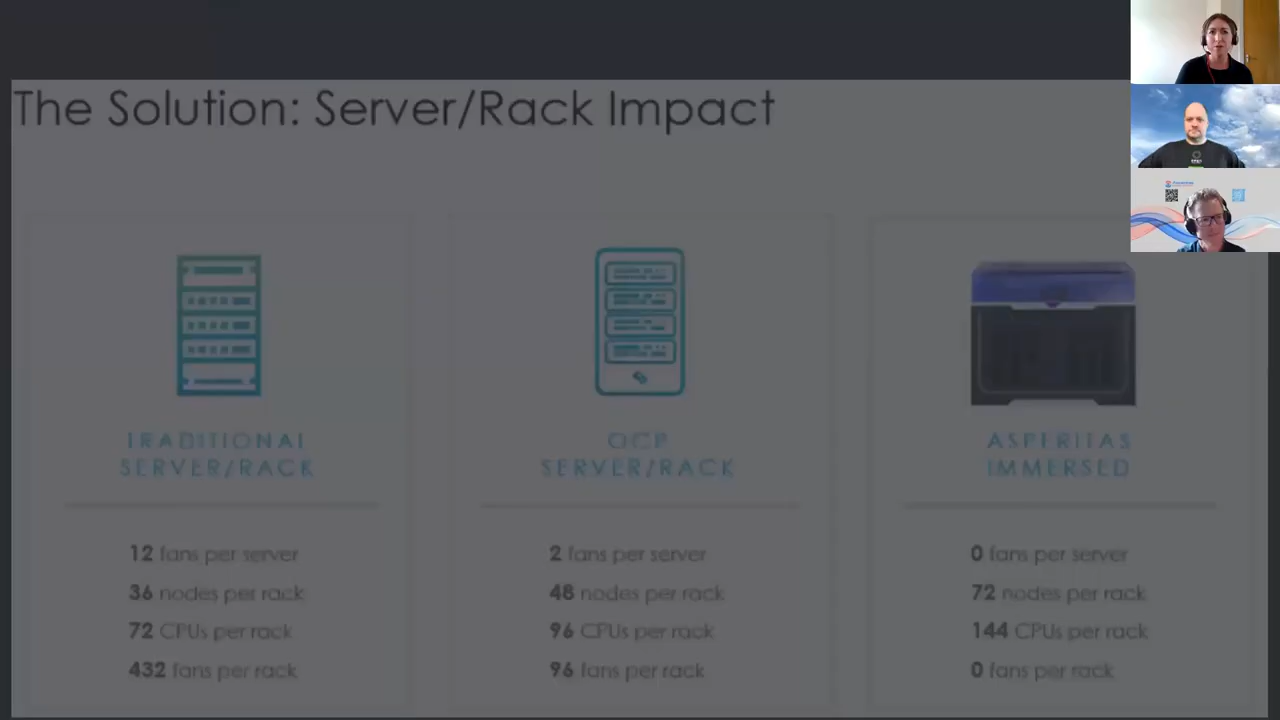 The Solution: Server/Rack Impact
TRADITIONAL
SERVER/RACK
12 fans per server
36 nodes per rack
72 CPUs per rack
432 fans per rack
OCP
SERVER/RACK
2 fans per server
48 nodes per rack
96 CPUs per rack
96 fans per rack
ASPERITAS
IMMERSED
0 fans per server
72 nodes per rack
144 CPUs per rack
0 fans per rack